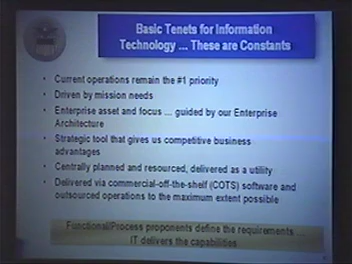 Basic Tenets for Information
Technology ... These are Constants
• Current operations remain the #1 priority
• Driven by mission needs
• Enterprise asset and focus ... guided by our Enterprise
Architecture
• Strategic tool that gives us competitive business
advantages
• Centrally planned and resourced, delivered as a utility
• Delivered via commercial-off-the-shelf (COTS) software and
outsourced operations to the maximum extent possible
Functional/Process proponents define the requirements ...
IT delivers the capabilities